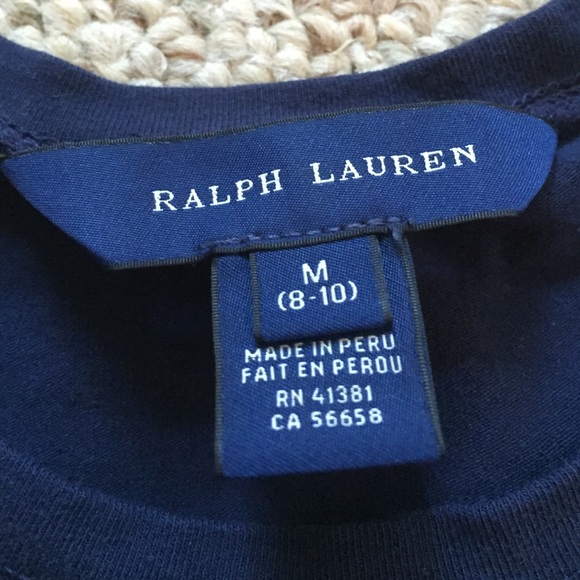 RALPH LAUREN
M
(8-10)
MADE IN PERU
FAIT EN PEROU
RN 41381
CA 56658